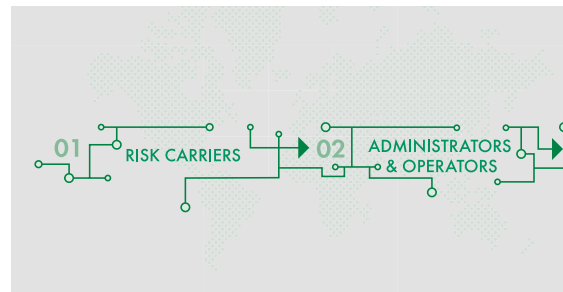 01
RISK CARRIERS
02
ADMINISTRATORS
& OPERATORS